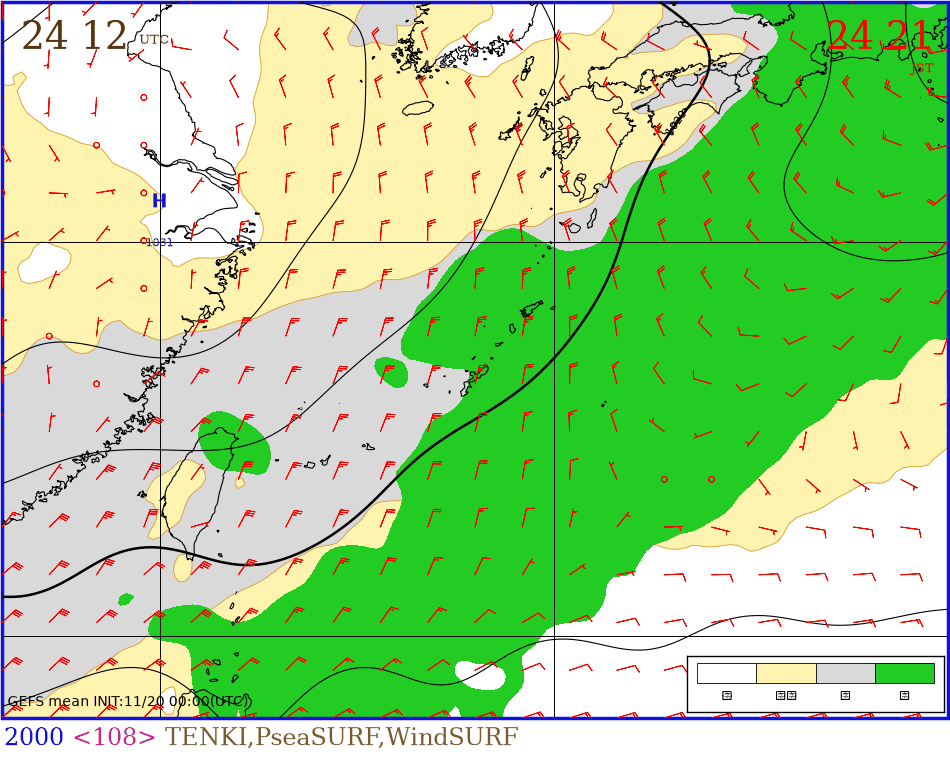 24 12 UTC
24 21
JST
H
1031
GEFS mean INIT:11/20 00:00(UTC)
2000 <108> TENKI,PseaSURF,WindSURF